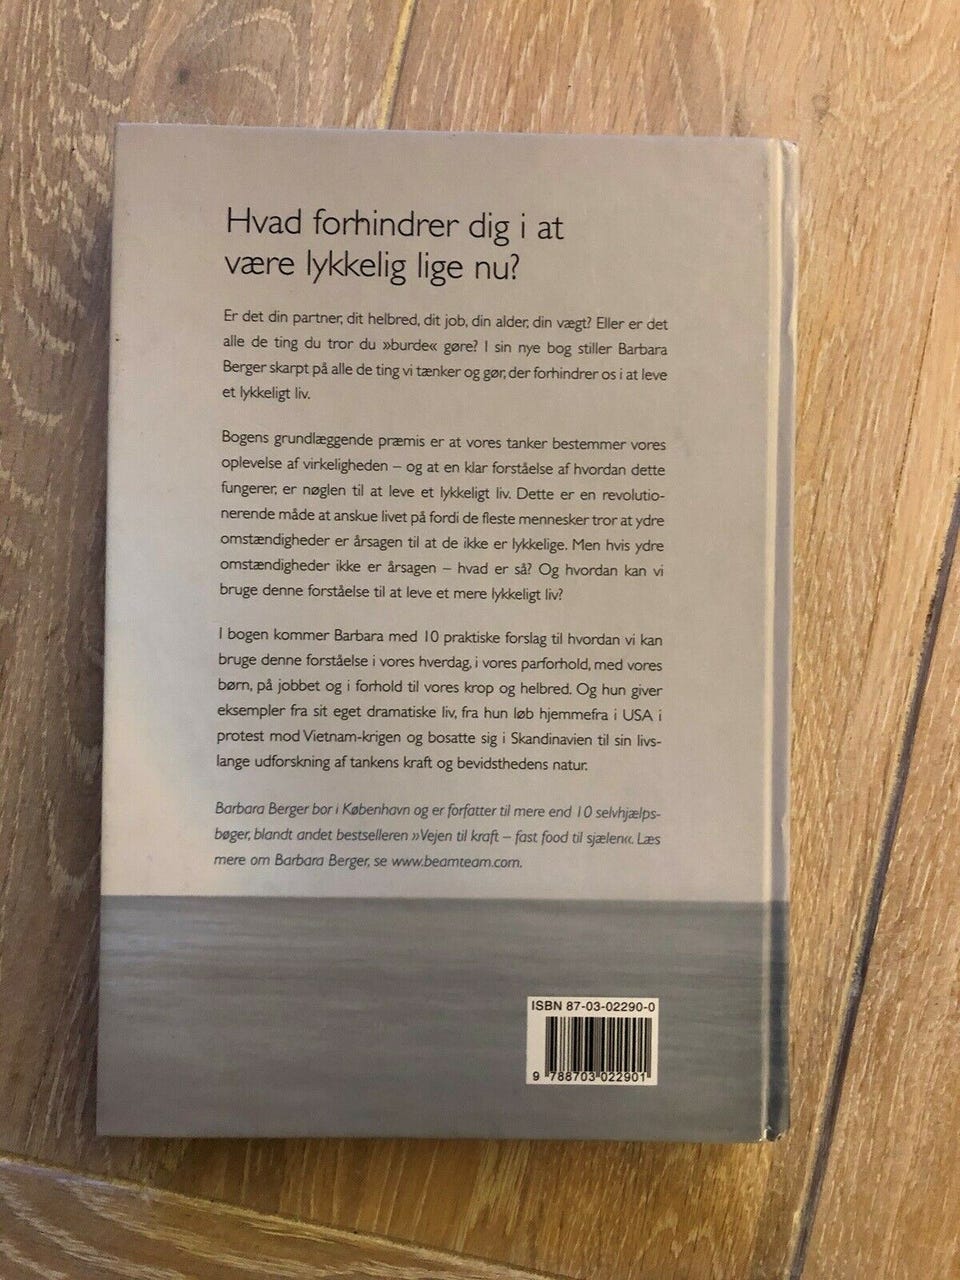 Hvad forhindrer dig i at
være lykkelig lige nu?
Er det din partner, dit helbred, dit job, din alder, din vægt? Eller er det
alle de ting du tror du »burde« gøre? I sin nye bog stiller Barbara
Berger skarpt på alle de ting vi tænker og gør, der forhindrer os i at leve
et lykkeligt liv.
Bogens grundlæggende præmis er at vores tanker bestemmer vores
oplevelse af virkeligheden – og at en klar forståelse af hvordan dette
fungerer, er nøglen til at leve et lykkeligt liv. Dette er en revolutio-
nerende måde at anskue livet på fordi de fleste mennesker tror at ydre
omstændigheder er årsagen til at de ikke er lykkelige. Men hvis ydre
omstændigheder ikke er årsagen – hvad er så? Og hvordan kan vi
bruge denne forståelse til at leve et mere lykkeligt liv?
I bogen kommer Barbara med 10 praktiske forslag til hvordan vi kan
bruge denne forståelse i vores hverdag, i vores parforhold, med vores
børn, på jobbet og i forhold til vores krop og helbred. Og hun giver
eksempler fra sit eget dramatiske liv, fra hun løb hjemmefra i USA i
protest mod Vietnam-krigen og bosatte sig i Skandinavien til sin livs-
lange udforskning af tankens kraft og bevidsthedens natur.
Barbara Berger bor i København og er forfatter til mere end 10 selvhjælps-
bøger, blandt andet bestselleren »Vejen til kraft – fast food til sjælen«. Læs
mere om Barbara Berger, se www.beamteam.com.
ISBN 87-03-02290-0
9 788703 022901